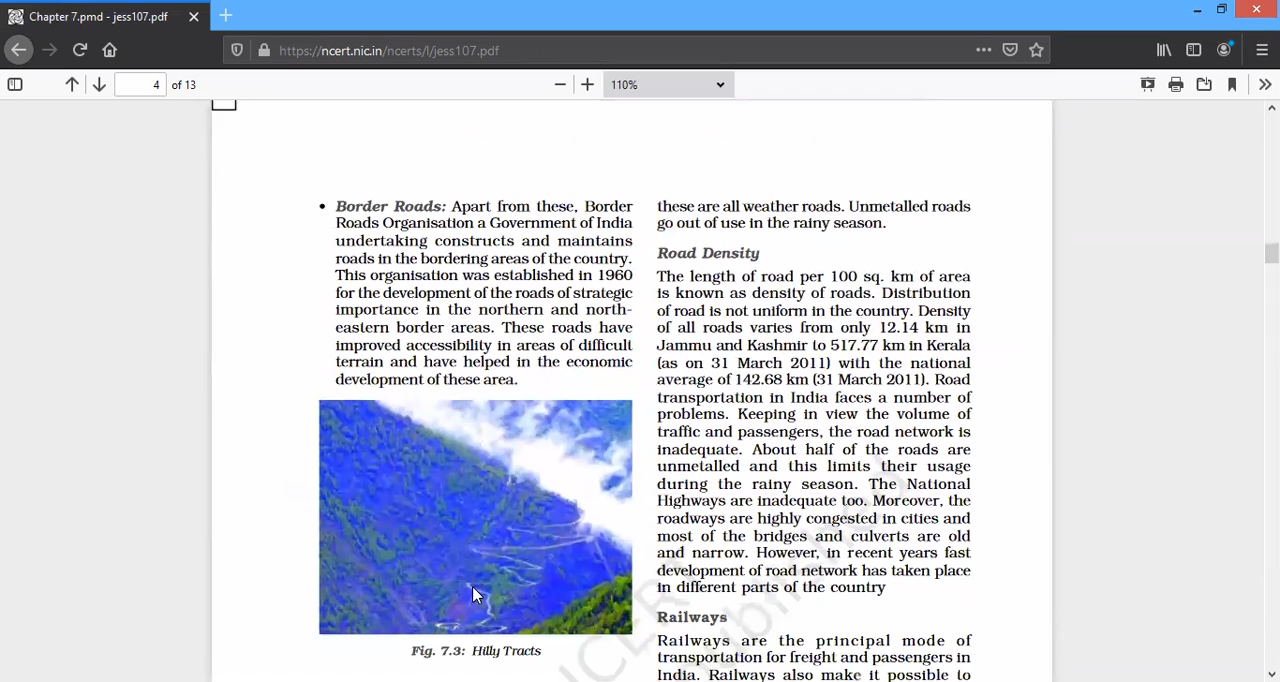 Chapter 7.pmd - jess107.pdf
https://ncert.nic.in/ncerts/l/jess107.pdf
4 of 13
110%
• Border Roads: Apart from these, Border
Roads Organisation a Government of India
undertaking constructs and maintains
roads in the bordering areas of the country.
This organisation was established in 1960
for the development of the roads of strategic
importance in the northern and north-
eastern border areas. These roads have
improved accessibility in areas of difficult
terrain and have helped in the economic
development of these area.
Fig. 7.3: Hilly Tracts
these are all weather roads. Unmetalled roads
go out of use in the rainy season.
Road Density
The length of road per 100 sq. km of area
is known as density of roads. Distribution
of road is not uniform in the country. Density
of all roads varies from only 12.14 km in
Jammu and Kashmir to 517.77 km in Kerala
(as on 31 March 2011) with the national
average of 142.68 km (31 March 2011). Road
transportation in India faces a number of
problems. Keeping in view the volume of
traffic and passengers, the road network is
inadequate. About half of the roads are
unmetalled and this limits their usage
during the rainy season. The National
Highways are inadequate too. Moreover, the
roadways are highly congested in cities and
most of the bridges and culverts are old
and narrow. However, in recent years fast
development of road network has taken place
in different parts of the country
Railways
Railways are the principal mode of
transportation for freight and passengers in
India. Railways also make it possible to